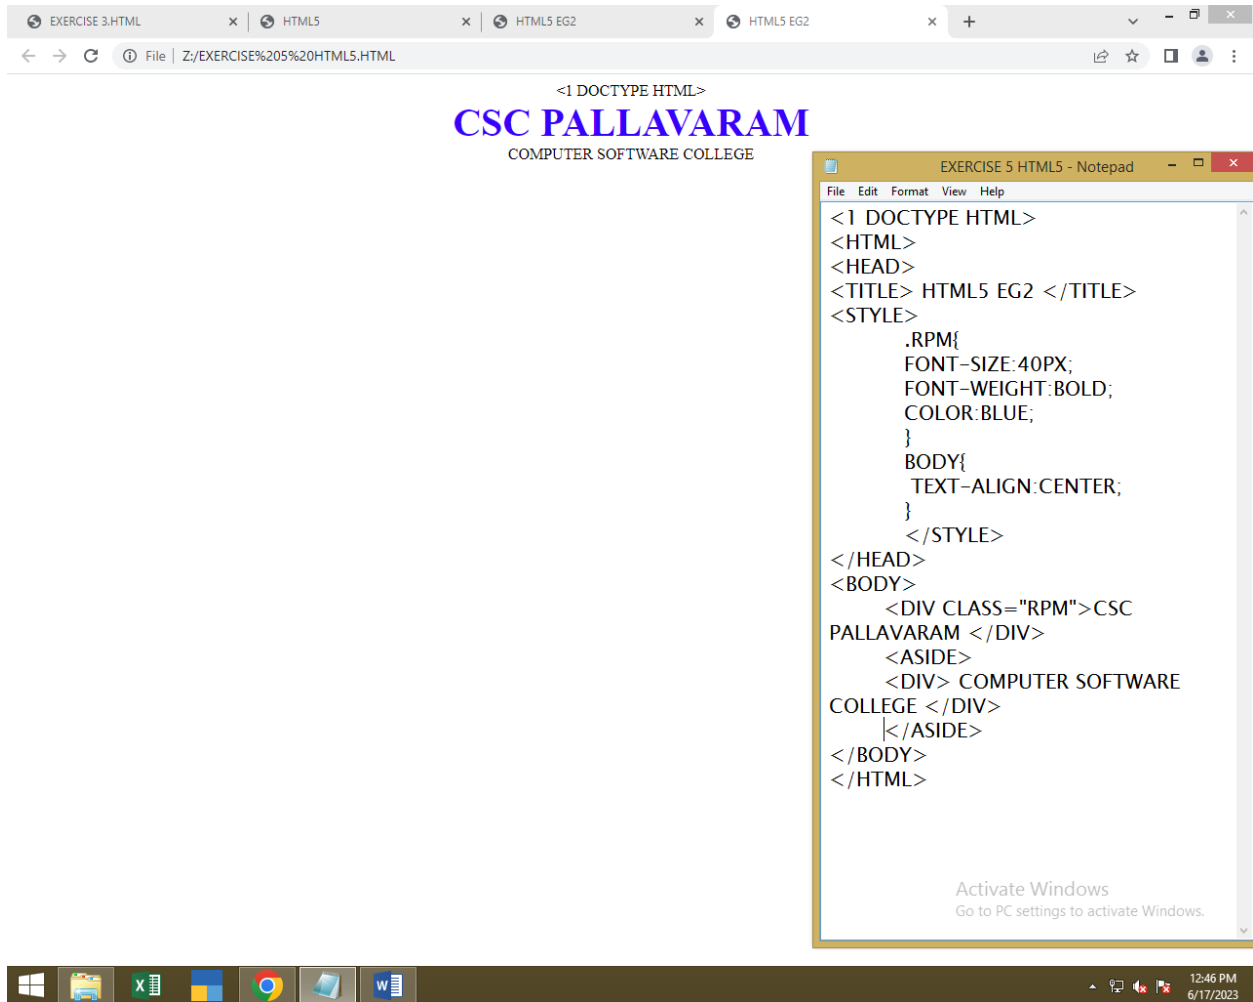 EXERCISE 3.HTML
HTML5
HTML5 EG2
HTML5 EG2
File Z:/EXERCISE%205%20HTML5.HTML
<1 DOCTYPE HTML>
CSC PALLAVARAM
COMPUTER SOFTWARE COLLEGE
EXERCISE 5 HTML5 - Notepad
File Edit Format View Help
<1 DOCTYPE HTML>
<HTML>
<HEAD>
<TITLE> HTML5 EG2 </TITLE>
<STYLE>
.RPM{
FONT-SIZE:40PX;
FONT-WEIGHT:BOLD;
COLOR:BLUE;
}
BODY{
TEXT-ALIGN:CENTER;
}
</STYLE>
</HEAD>
<BODY>
<DIV CLASS="RPM">CSC
PALLAVARAM </DIV>
<ASIDE>
<DIV> COMPUTER SOFTWARE
COLLEGE </DIV>
</ASIDE>
</BODY>
</HTML>
Activate Windows
Go to PC settings to activate Windows.
12:46 PM
6/17/2023